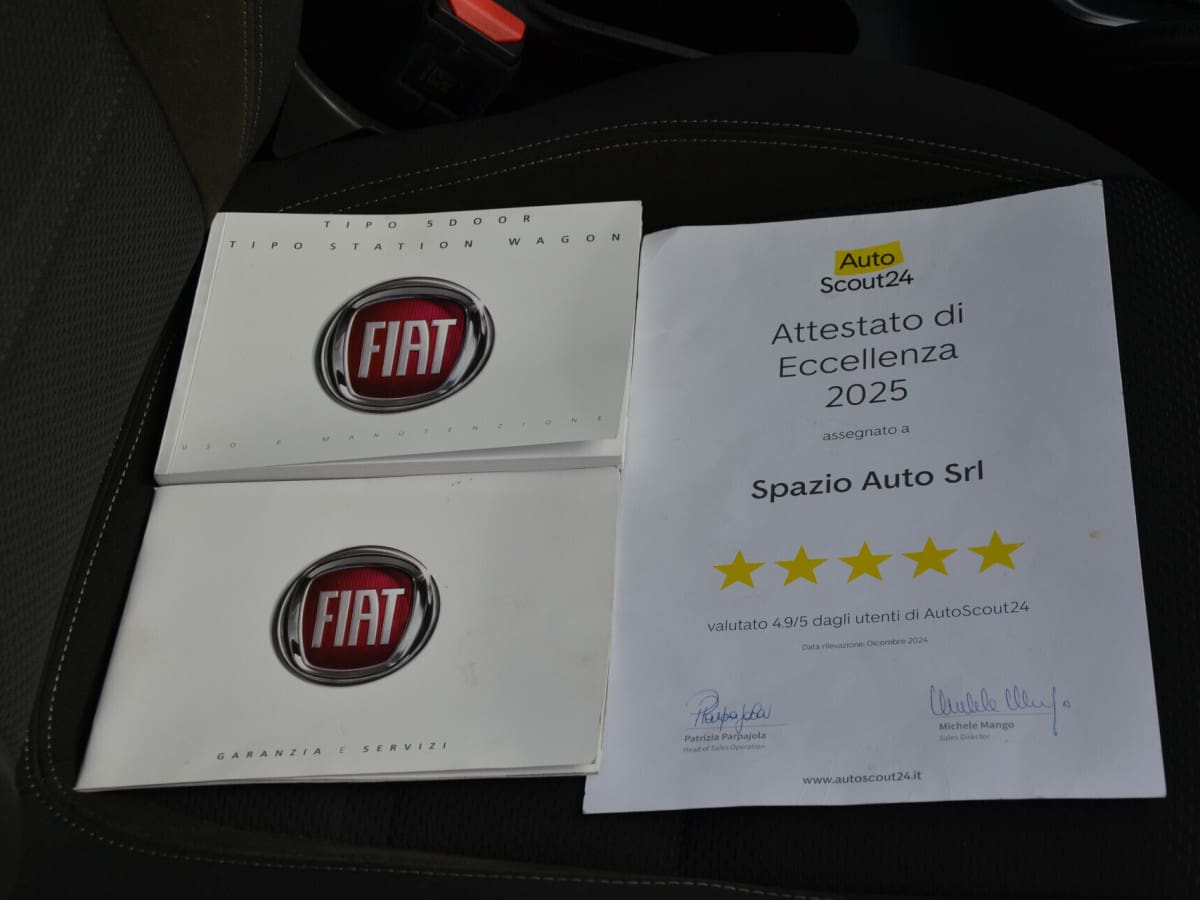 TIPO 5DOOR
TIPO STATION WAGON
FIAT
USO E MANUTENZIONE
FIAT
GARANZIA E SERVIZI
Auto
Scout24
Attestato di
Eccellenza
2025
assegnato a
Spazio Auto Srl
valutato 4.9/5 dagli utenti di AutoScout24
Data rilevazione: Dicembre 2024
Patrizia Parpajola
Head of Sales Operation
Michele Mango
Sales Director
www.autoscout24.it